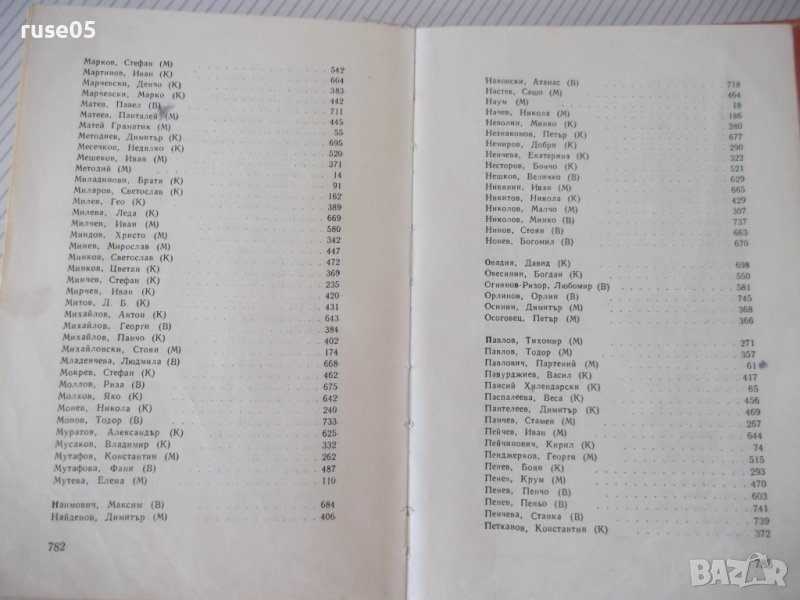 ruse05
Марков, Стефан (М) 542
Мартинов, Иван (К) 604
Марчевски, Денчо (К) 383
Марчевски, Марко (К) 442
Матев, Павел (В) 711
Матеев, Панталей (М) 445
Матей Граматик (М) 55
Методиев, Димитър (К) 695
Месечков, Недялко (К) 520
Мешеков, Иван (М) 371
Методий (М) 14
Миладинови, Братя (К) 91
Миларов, Светослав (К) 162
Милев, Гео (К) 389
Милева, Леда (К) 669
Милчев, Иван (М) 580
Миндов, Христо (М) 342
Минев, Мирослав (М) 447
Минков, Светослав (К) 472
Минков, Цветан (К) 369
Минчев, Стефан (К) 235
Мирчев, Иван (К) 420
Митов, Д. Б. (К) 431
Михайлов, Антон (К) 643
Михайлов, Георги (В) 384
Михайлов, Панчо (К) 402
Михайловски, Стоян (М) 174
Младенчева, Людмила (В) 668
Мокрев, Стефан (К) 462
Моллов, Риза (В) 675
Молхов, Яко (К) 642
Монев, Никола (К) 240
Монов, Тодор (В) 733
Муратов, Александър (К) 625
Мусаков, Владимир (К) 332
Мутафов, Константин (М) 262
Мутафова, Фани (В) 487
Мутева, Елена (М) 110
Наимович, Максим (В) 684
Найденов, Димитър (М) 406
782
Наковски, Атанас (В) 718
Настев, Сашо (М) 464
Наум (М) 18
Начев, Никола (М) 186
Неволин, Минко (К) 280
Незнакомов, Петър (К) 677
Немиров, Добри (К) 290
Ненчева, Екатерина (К) 322
Несторов, Бончо (К) 521
Нешков, Величко (В) 629
Нивянин, Иван (М) 665
Никитов, Никола (К) 429
Николов, Малчо (М) 307
Николов, Минко (В) 737
Нинов, Стоян (В) 663
Нонев, Богомил (В) 670
Овадия, Давид (К) 698
Овесянин, Богдан (К) 550
Огнянов-Ризор, Любомир (В) 581
Орлинов, Орлин (В) 745
Осинин, Димитър (М) 368
Осоговец, Петър (М) 366
Павлов, Тихомир (М) 271
Павлов, Тодор (М) 357
Павлович, Партений (М) 61
Павурджиев, Васил (К) 417
Паисий Хилендарски (К) 65
Паспалеева, Веса (К) 456
Пантелеев, Димитър (К) 469
Панчев, Стамен (М) 267
Пейчев, Иван (М) 644
Пейчинович, Кирил (К) 74
Пенджерков, Георги (М) 515
Пенев, Боян (К) 293
Пенев, Крум (М) 470
Пенев, Пенчо (В) 603
Пенев, Пеньо (В) 741
Пенчева, Станка (В) 739
Петканов, Константин (К) 372
BAZAR